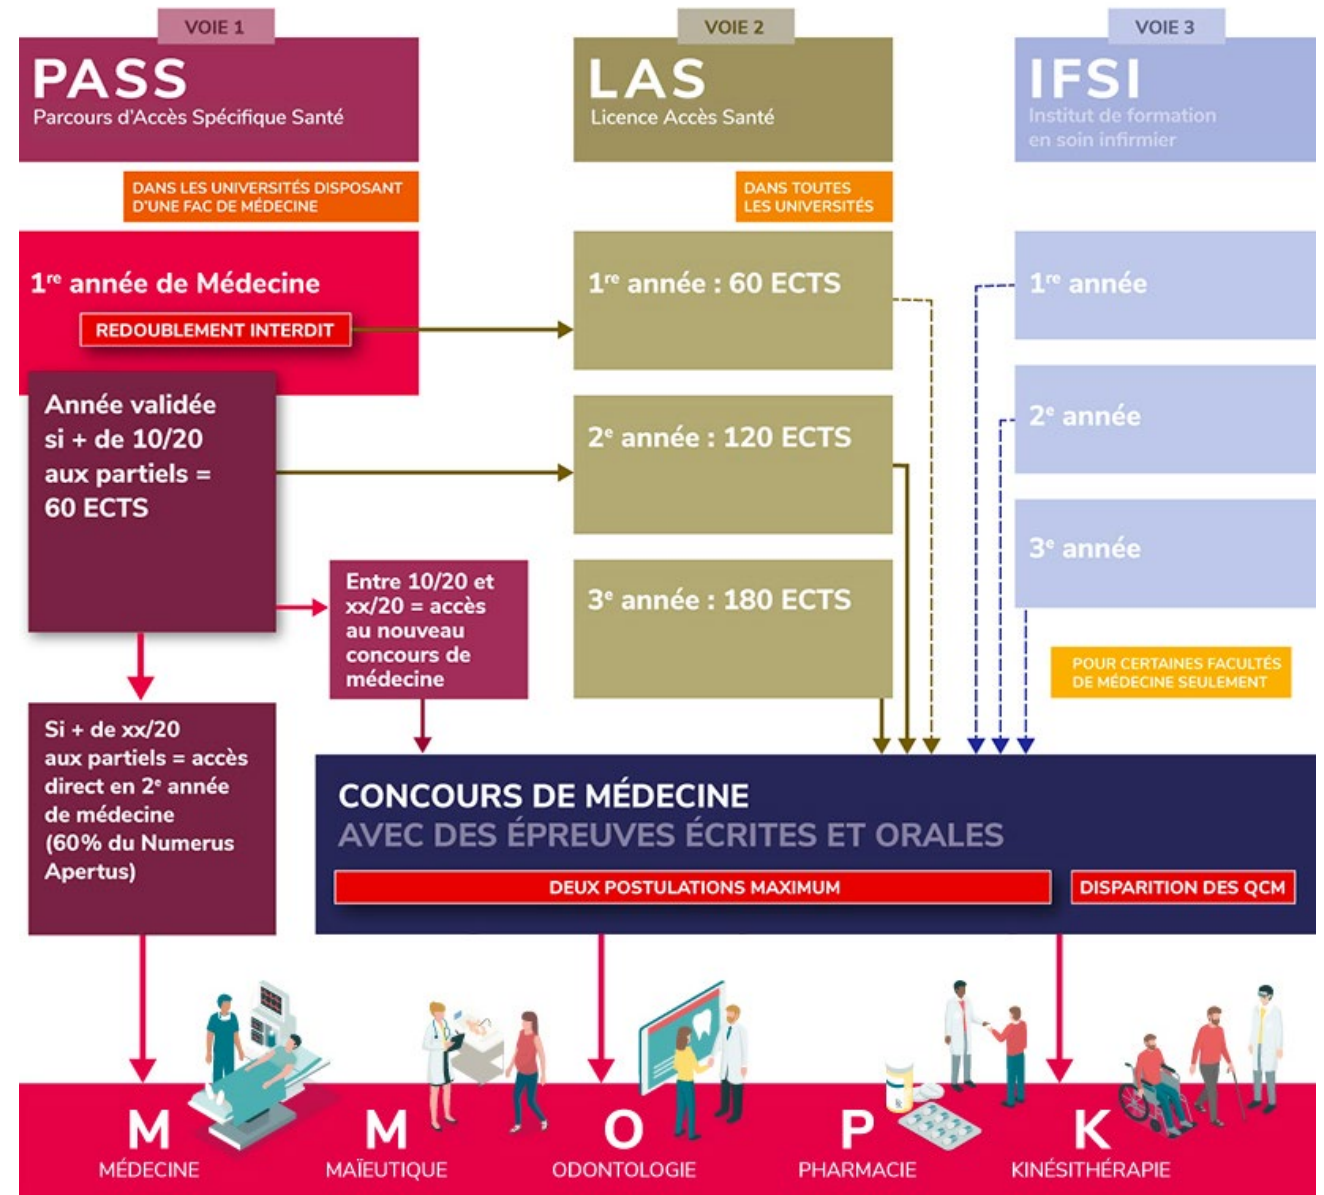 VOIE 1
PASS
Parcours d'Accès Spécifique Santé
DANS LES UNIVERSITÉS DISPOSANT
D'UNE FAC DE MÉDECINE
1re année de Médecine
REDOUBLEMENT INTERDIT
Année validée
si + de 10/20
aux partiels =
60 ECTS
Entre 10/20 et
xx/20 = accès
au nouveau
concours de
médecine
Si + de xx/20
aux partiels = accès
direct en 2e année
de médecine
(60% du Numerus
Apertus)
VOIE 2
LAS
Licence Accès Santé
DANS TOUTES
LES UNIVERSITÉS
1re année : 60 ECTS
2e année : 120 ECTS
3e année : 180 ECTS
VOIE 3
IFSI
Institut de formation
en soin infirmier
1re année
2e année
3e année
POUR CERTAINES FACULTÉS
DE MÉDECINE SEULEMENT
CONCOURS DE MÉDECINE
AVEC DES ÉPREUVES ÉCRITES ET ORALES
DEUX POSTULATIONS MAXIMUM
DISPARITION DES QCM
M
MÉDECINE
M
MAÏEUTIQUE
O
ODONTOLOGIE
P
PHARMACIE
K
KINÉSITHÉRAPIE